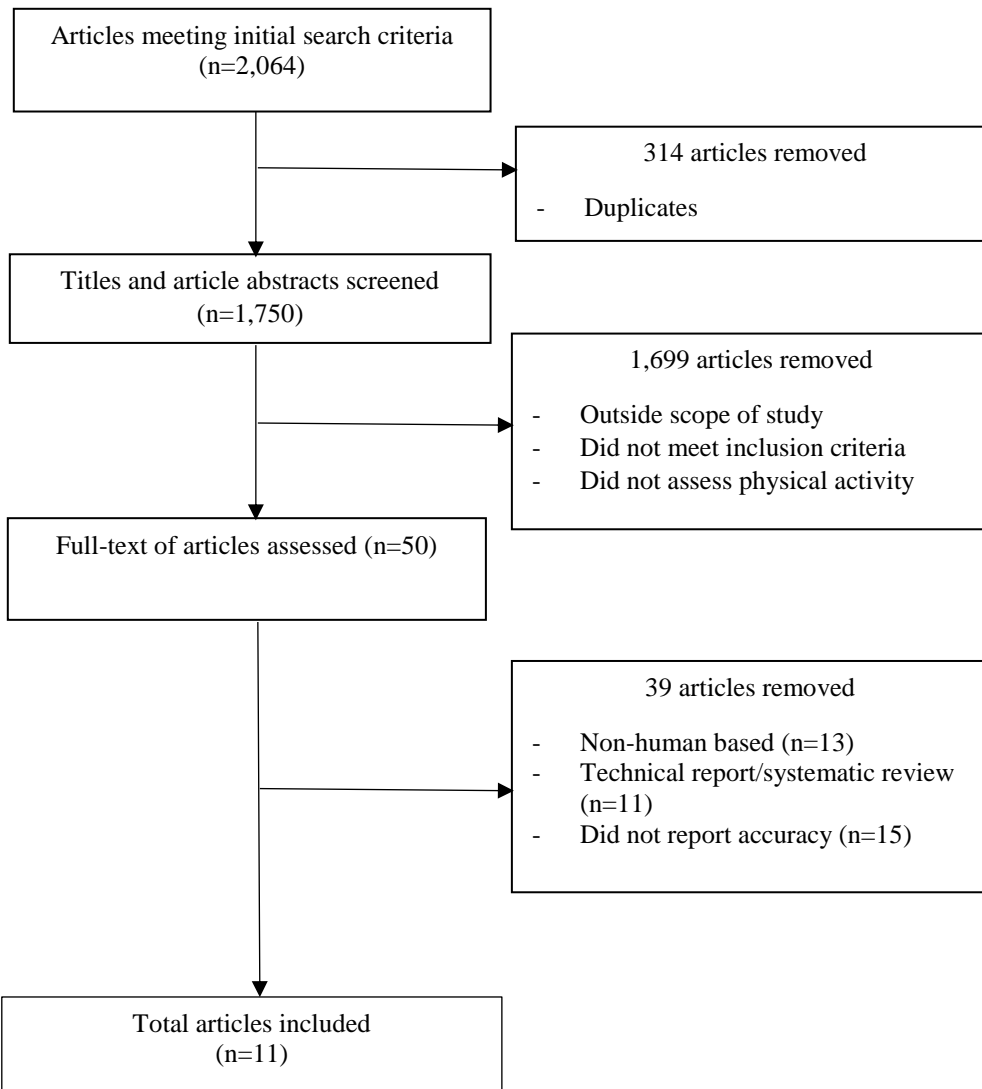 Articles meeting initial search criteria
(n=2,064)
314 articles removed
- Duplicates
Titles and article abstracts screened
(n=1,750)
1,699 articles removed
- Outside scope of study
- Did not meet inclusion criteria
- Did not assess physical activity
Full-text of articles assessed (n=50)
39 articles removed
- Non-human based (n=13)
- Technical report/systematic review
(n=11)
- Did not report accuracy (n=15)
Total articles included
(n=11)